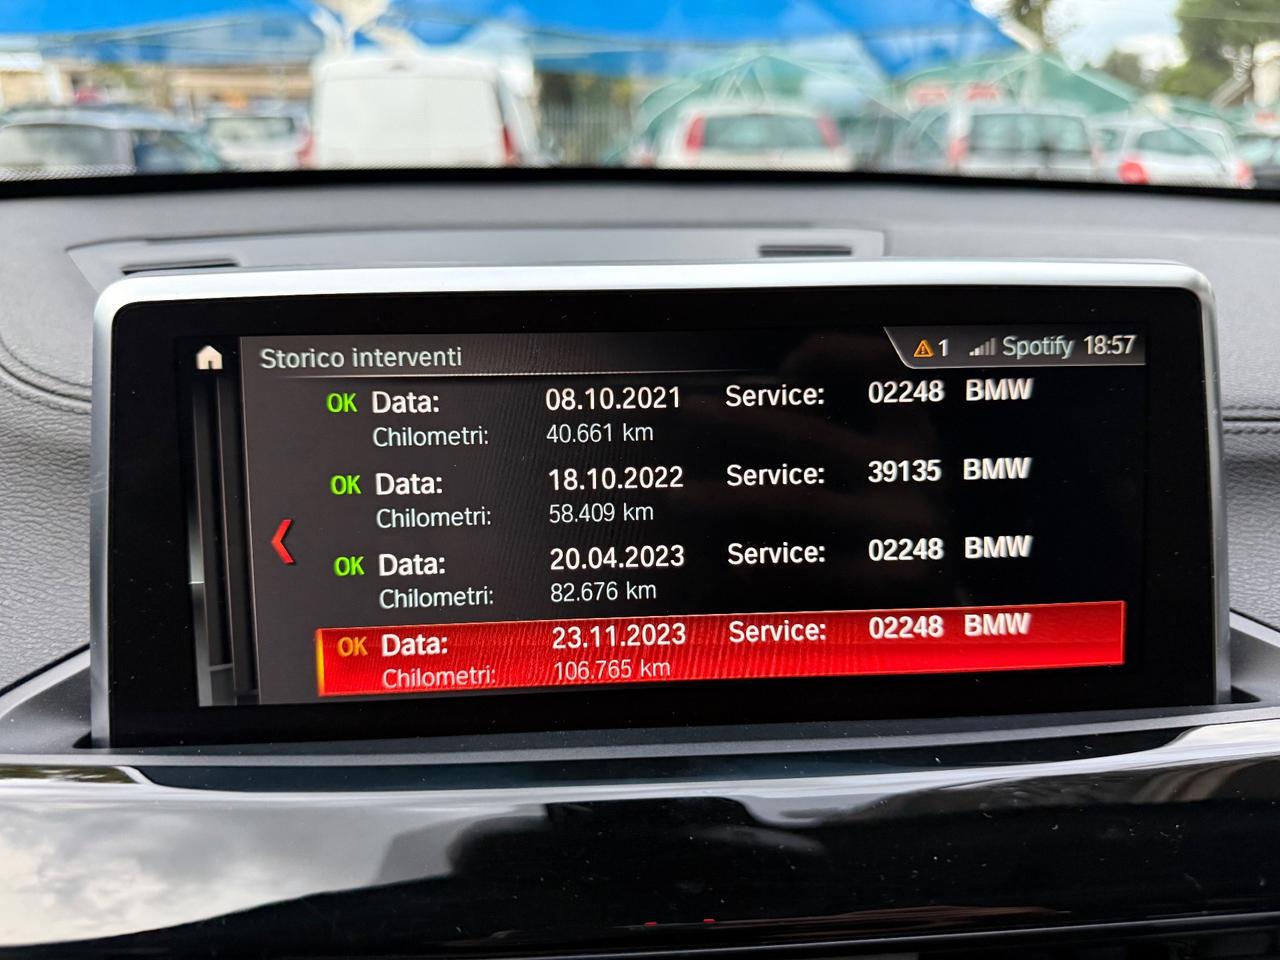 Storico interventi
1 Spotify 18:57
OK Data: 08.10.2021 Service: 02248 BMW
Chilometri: 40.661 km
OK Data: 18.10.2022 Service: 39135 BMW
Chilometri: 58.409 km
OK Data: 20.04.2023 Service: 02248 BMW
Chilometri: 82.676 km
OK Data: 23.11.2023 Service: 02248 BMW
Chilometri: 106.765 km